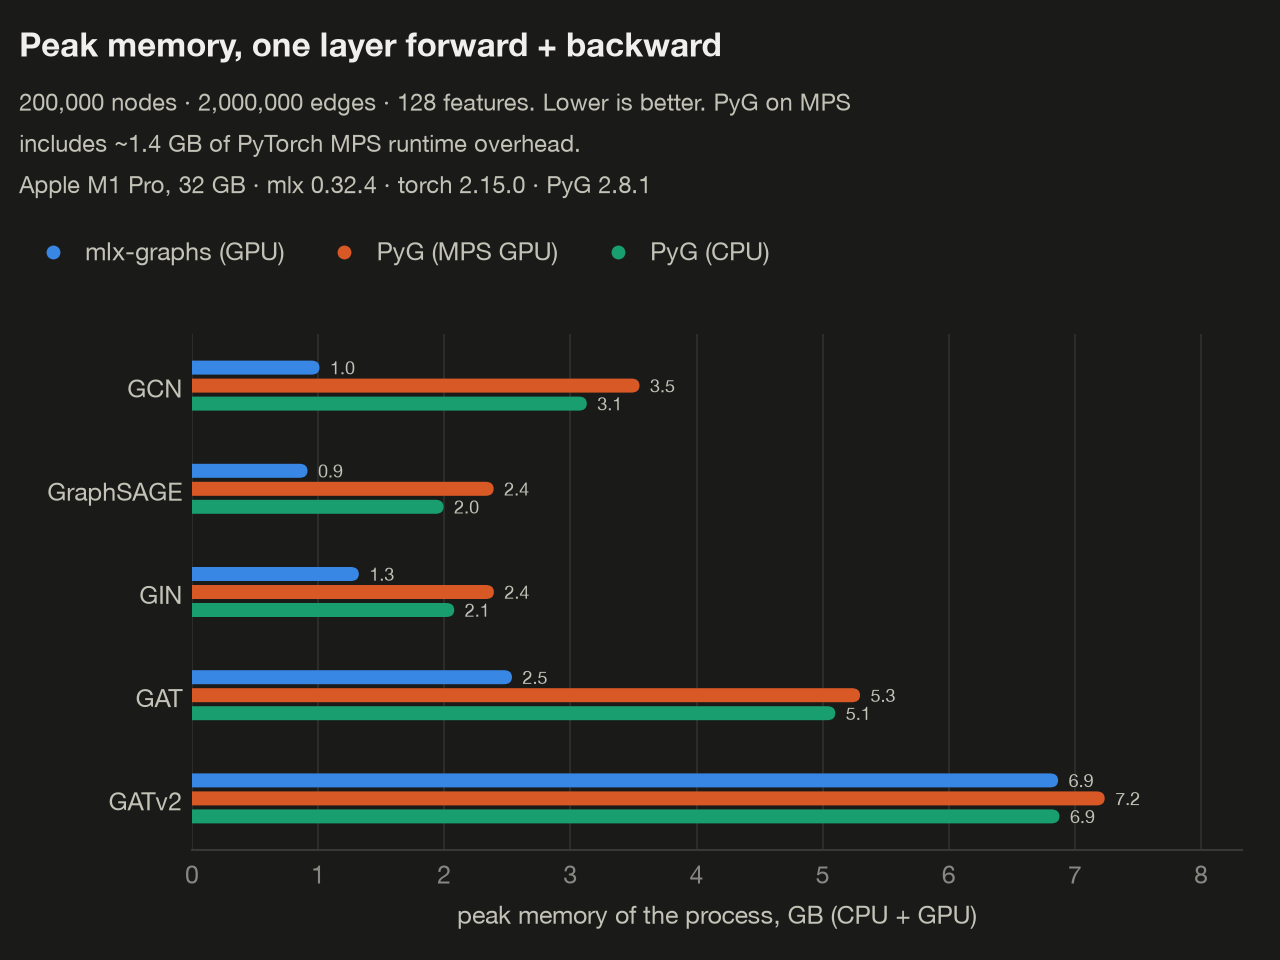 Peak memory, one layer forward + backward
200,000 nodes · 2,000,000 edges · 128 features. Lower is better. PyG on MPS
includes ~1.4 GB of PyTorch MPS runtime overhead.
Apple M1 Pro, 32 GB · mlx 0.32.4 · torch 2.15.0 · PyG 2.8.1
mlx-graphs (GPU) PyG (MPS GPU) PyG (CPU)
1.0
GCN 3.5
3.1
0.9
GraphSAGE 2.4
2.0
1.3
GIN 2.4
2.1
2.5
GAT 5.3
5.1
6.9
GATv2 7.2
6.9
0 1 2 3 4 5 6 7 8
peak memory of the process, GB (CPU + GPU)